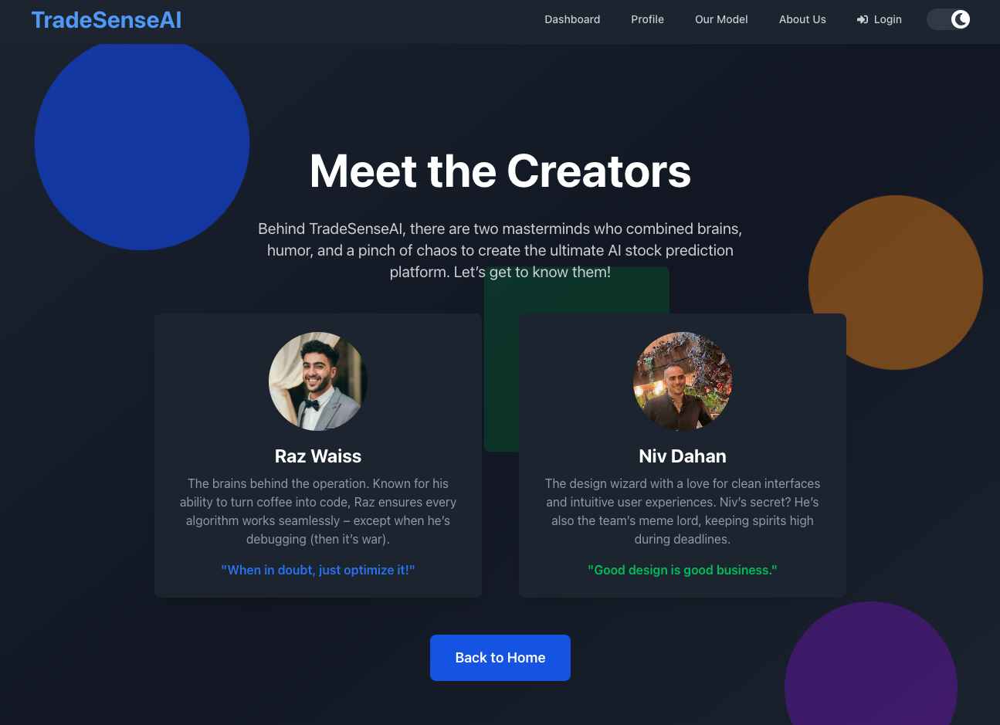 TradeSenseAI
Dashboard
Profile
Our Model
About Us
Login
Meet the Creators
Behind TradeSenseAI, there are two masterminds who combined brains,
humor, and a pinch of chaos to create the ultimate AI stock prediction
platform. Let’s get to know them!
Raz Waiss
The brains behind the operation. Known for his
ability to turn coffee into code, Raz ensures every
algorithm works seamlessly – except when he’s
debugging (then it’s war).
"When in doubt, just optimize it!"
Niv Dahan
The design wizard with a love for clean interfaces
and intuitive user experiences. Niv’s secret? He’s
also the team’s meme lord, keeping spirits high
during deadlines.
"Good design is good business."
Back to Home